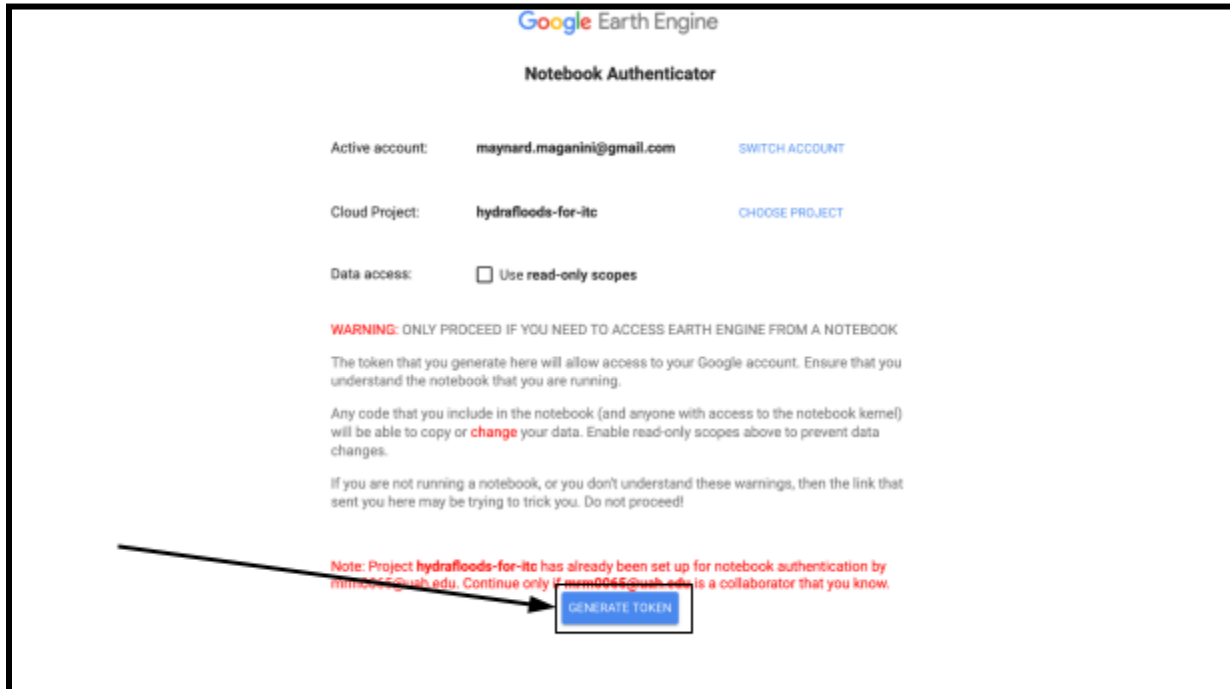 Google Earth Engine
Notebook Authenticator
Active account: maynard.maganini@gmail.com SWITCH ACCOUNT
Cloud Project: hydrafloods-for-itc CHOOSE PROJECT
Data access: Use read-only scopes
WARNING: ONLY PROCEED IF YOU NEED TO ACCESS EARTH ENGINE FROM A NOTEBOOK
The token that you generate here will allow access to your Google account. Ensure that you
understand the notebook that you are running.
Any code that you include in the notebook (and anyone with access to the notebook kernel)
will be able to copy or change your data. Enable read-only scopes above to prevent data
changes.
If you are not running a notebook, or you don't understand these warnings, then the link that
sent you here may be trying to trick you. Do not proceed!
Note: Project hydrafloods-for-itc has already been set up for notebook authentication by
mrm0065@uah.edu. Continue only if mrm0065@uah.edu is a collaborator that you know.
GENERATE TOKEN